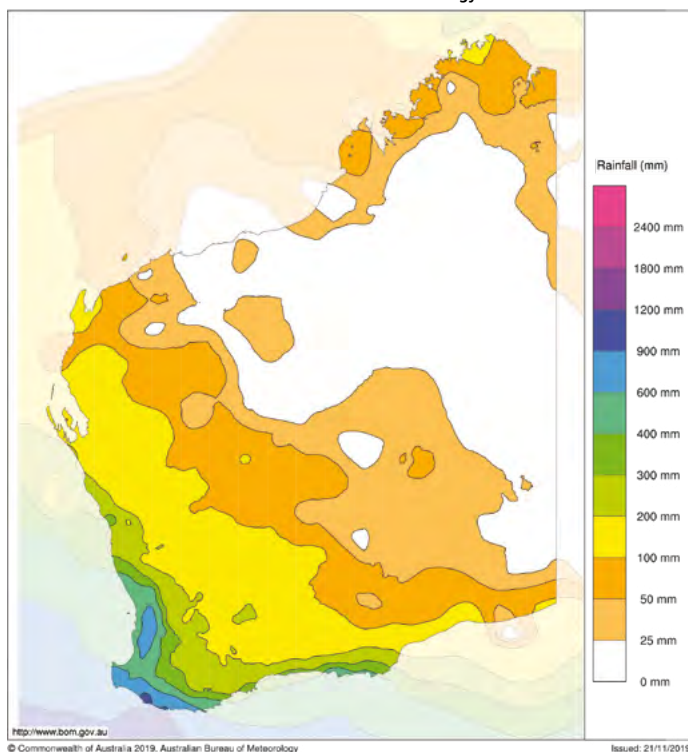 Rainfall (mm)
2400 mm
1800 mm
1200 mm
900 mm
600 mm
400 mm
300 mm
200 mm
100 mm
50 mm
25 mm
0 mm
http://www.bom.gov.au
© Commonwealth of Australia 2019, Australian Bureau of Meteorology
Issued: 21/11/2019